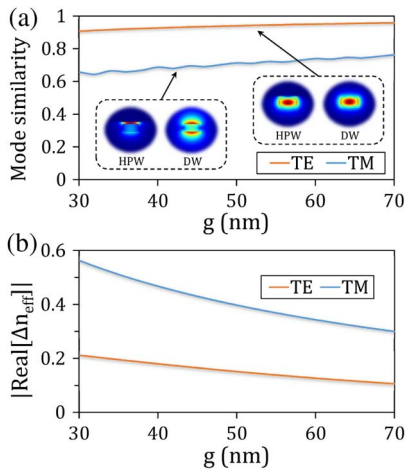 (a)
Mode similarity
1
0.8
0.6
0.4
0.2
0
HPW DW
HPW DW
TE TM
30 40 50 60 70
g (nm)
(b)
|Real[Δn_eff]|
0.6
0.4
0.2
0
TE TM
30 40 50 60 70
g (nm)